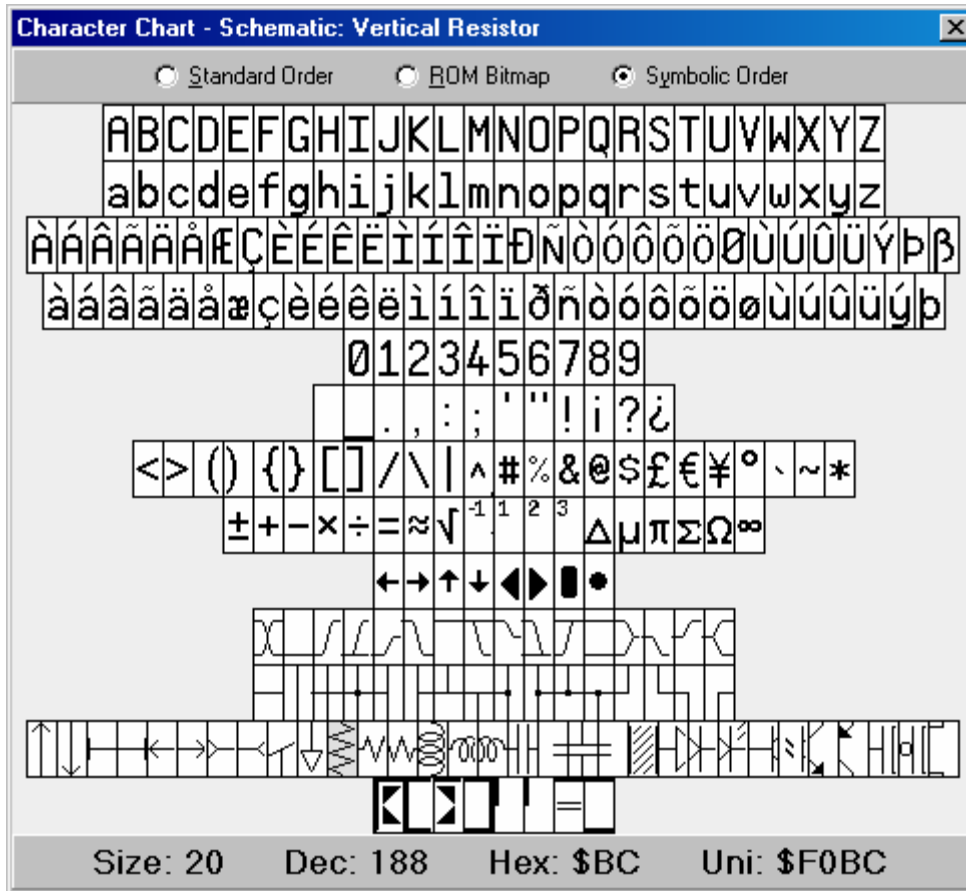 Character Chart - Schematic: Vertical Resistor
Standard Order ROM Bitmap Symbolic Order
ABCDEFGHIJKLMNOPQRSTUVWXYZ
abcdefghijklmnopqrstuvwxyz
ÀÁÂÃÄÅÆÇÈÉÊËÌÍÎÏÐÑÒÓÔÕÖØÙÚÛÜÝÞß
àáâãäåæçèéêëìíîïðñòóôõöøùúûüýþ
0123456789
_.,:;'"!¡?¿
<>(){}[]/\|^#%&@$£€¥°`~*
±+−×÷=≈√⁻¹¹²³Δμπ∑Ω∞
←→↑↓◀▶▮●
Size: 20 Dec: 188 Hex: $BC Uni: $F0BC